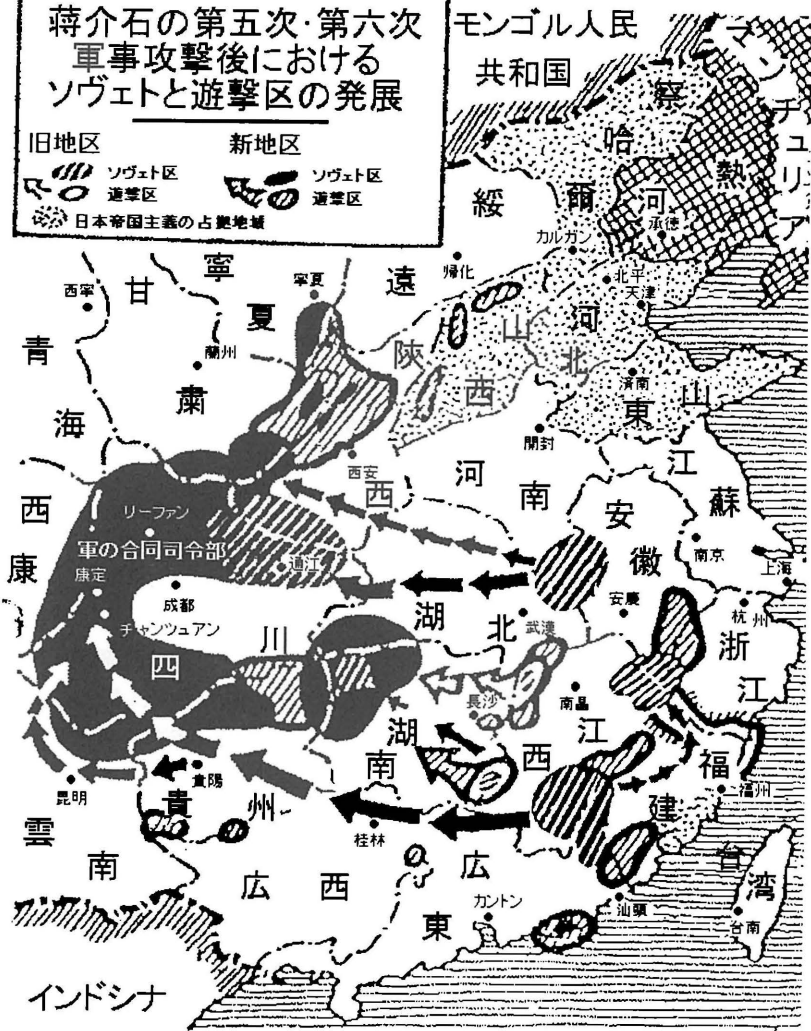 蒋介石の第五次・第六次
軍事攻撃後における
ソヴェトと遊撃区の発展
旧地区 新地区
ソヴェト区 ソヴェト区
遊撃区 遊撃区
日本帝国主義の占拠地域
モンゴル人民
共和国
マンチュリア
察哈爾
熱河
承徳
綏遠
カルガン
帰化
北平
天津
寧夏
寧夏
西寧
甘粛
蘭州
青海
陝西
山西
河北
済南
山東
開封
西安
河南
江蘇
安徽
南京
上海
西康
リーファン
軍の合同司令部
康定
通江
成都
チャンツュアン
四川
湖北
武漢
安慶
杭州
浙江
長沙
南昌
湖南
江西
福建
福州
昆明
貴陽
貴州
桂林
雲南
広西
広東
カントン
汕頭
台湾
台南
インドシナ